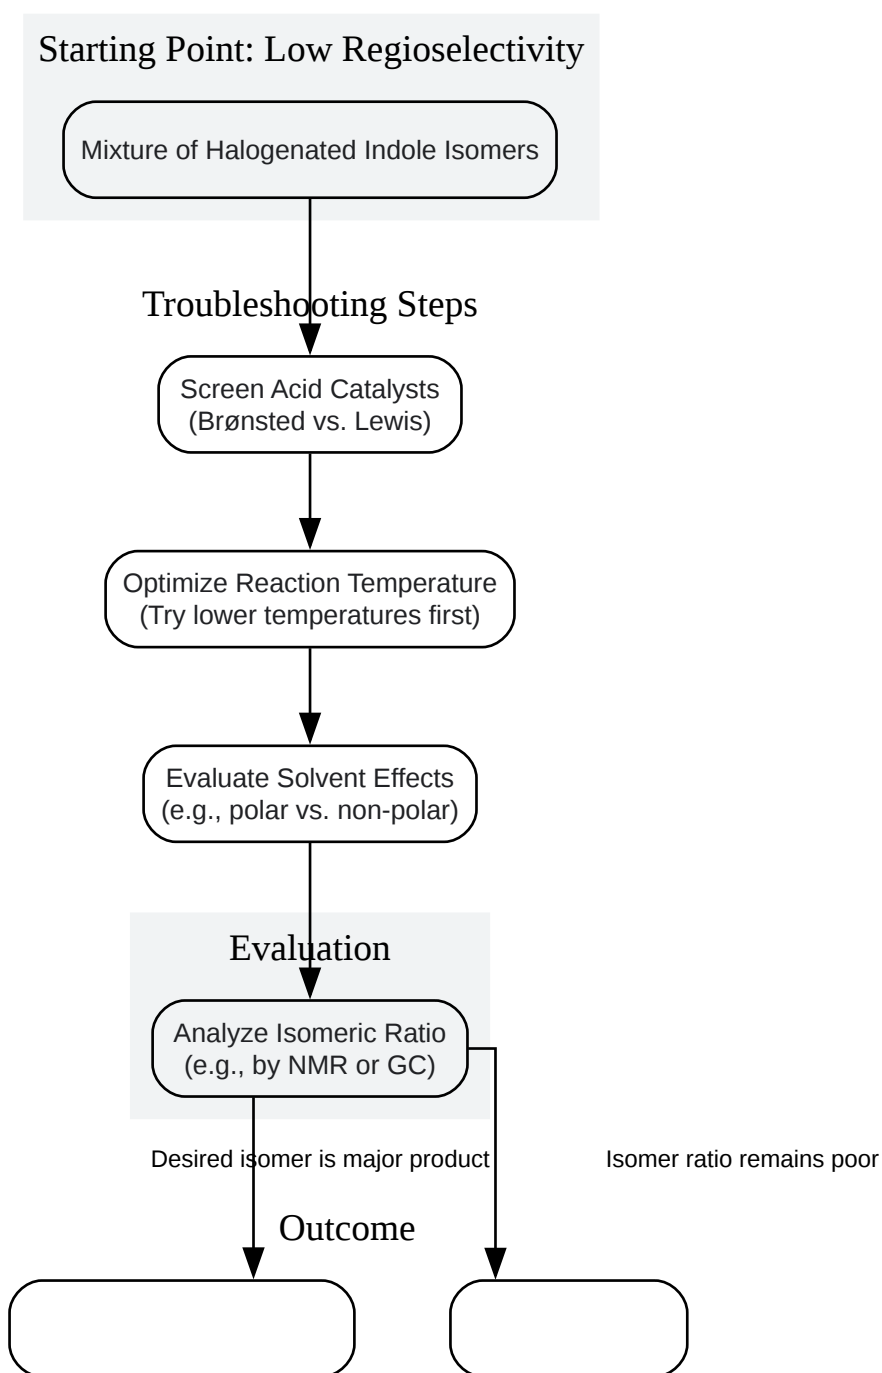 Starting Point: Low Regioselectivity
Mixture of Halogenated Indole Isomers
Troubleshooting Steps
Screen Acid Catalysts
(Brønsted vs. Lewis)
Optimize Reaction Temperature
(Try lower temperatures first)
Evaluate Solvent Effects
(e.g., polar vs. non-polar)
Evaluation
Analyze Isomeric Ratio
(e.g., by NMR or GC)
Desired isomer is major product
Isomer ratio remains poor
Outcome